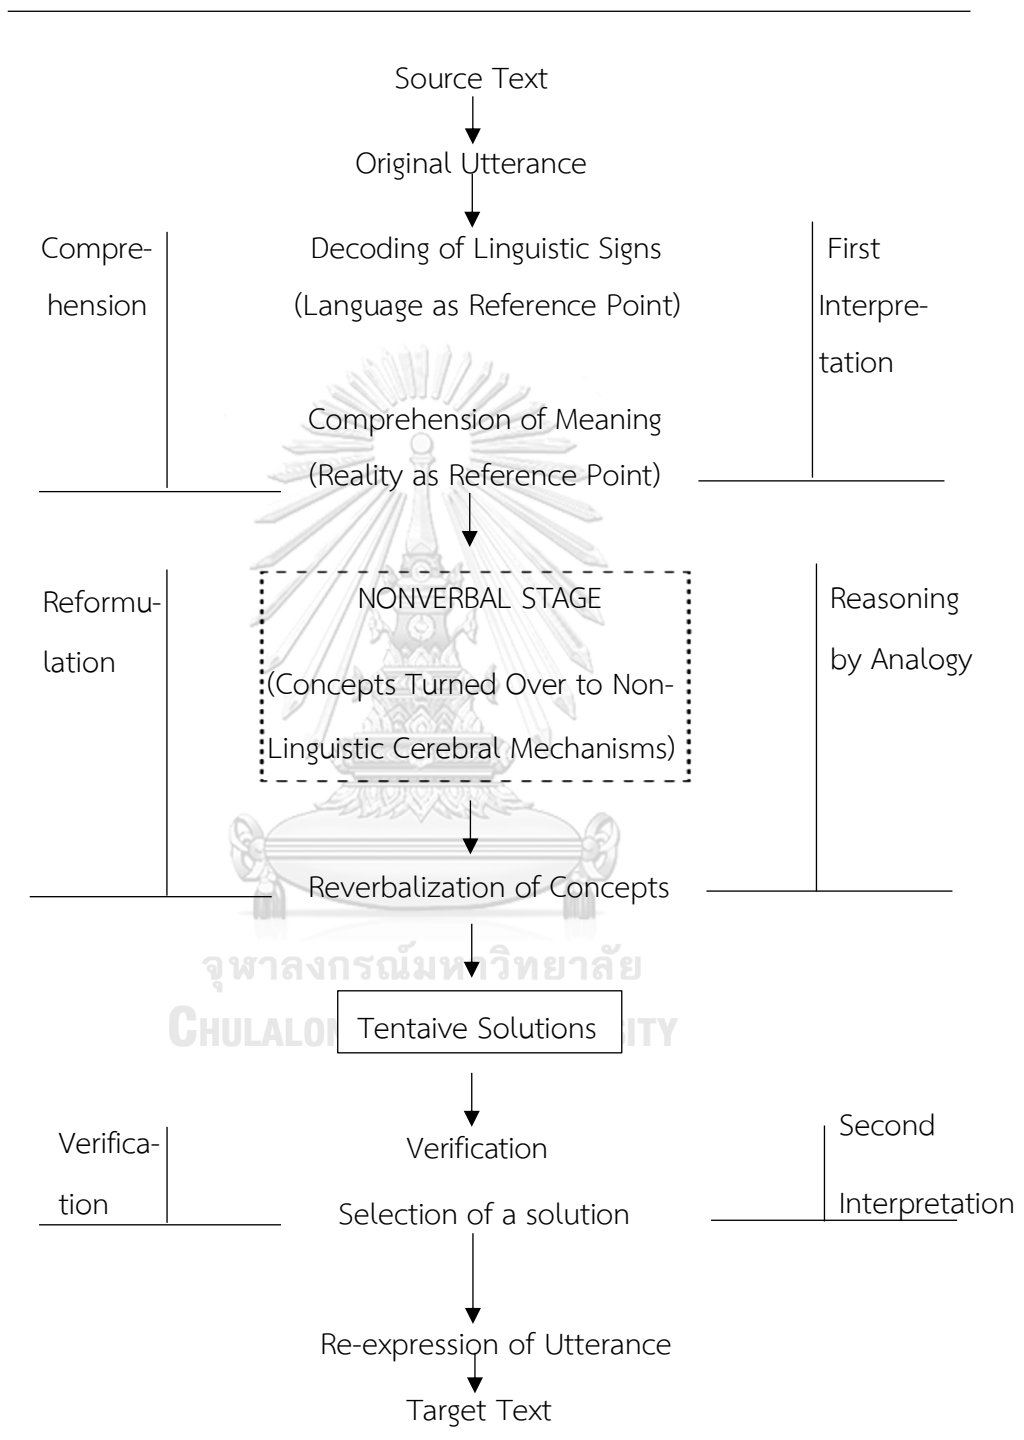 Source Text
Original Utterance
Compre-
hension
Decoding of Linguistic Signs
(Language as Reference Point)
Comprehension of Meaning
(Reality as Reference Point)
First
Interpre-
tation
Reformu-
lation
NONVERBAL STAGE
(Concepts Turned Over to Non-
Linguistic Cerebral Mechanisms)
Reverbalization of Concepts
Reasoning
by Analogy
จุฬาลงกรณ์มหาวิทยาลัย
Tentaive Solutions
Verifica-
tion
Verification
Selection of a solution
Second
Interpretation
Re-expression of Utterance
Target Text